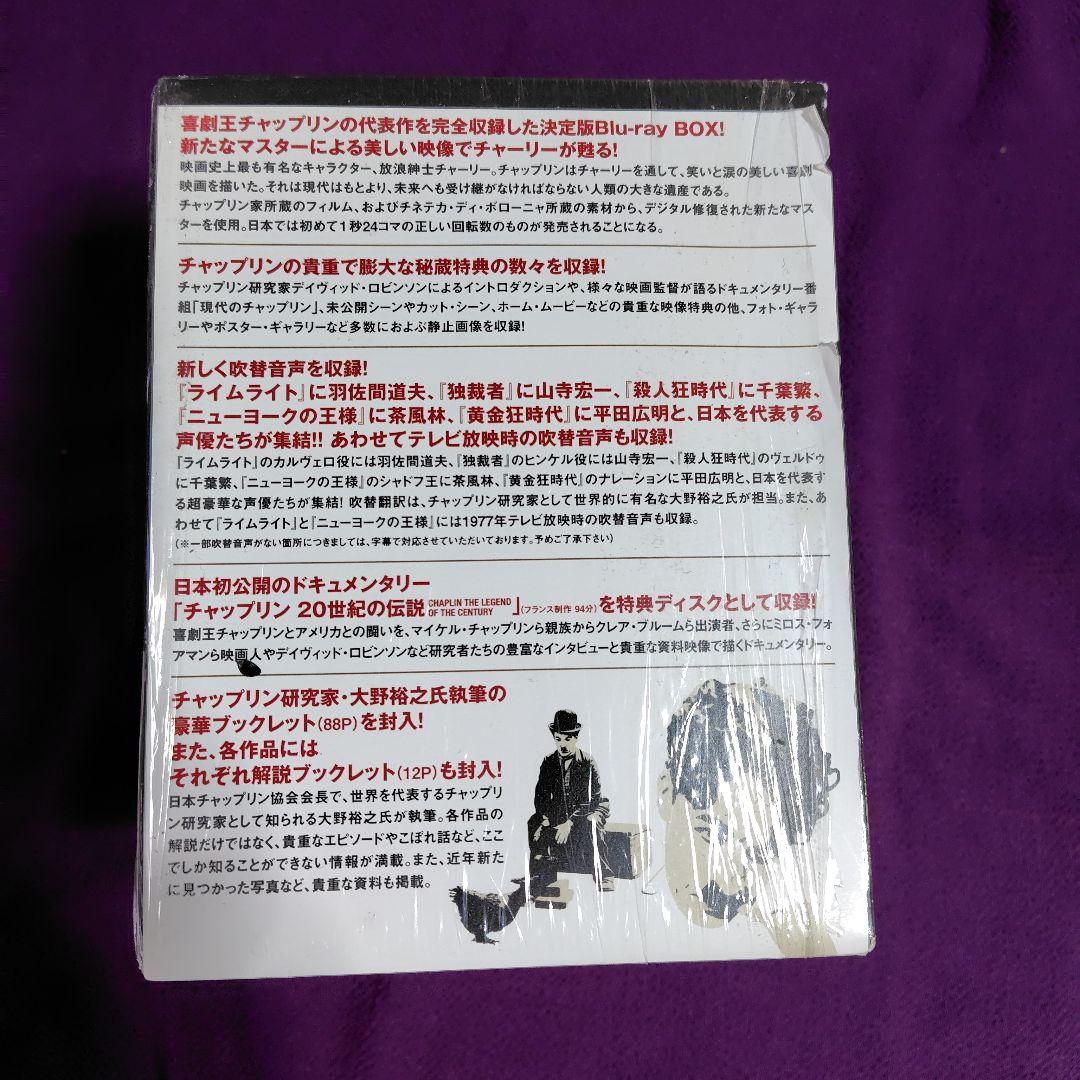 喜劇王チャップリンの代表作を完全収録した決定版Blu-ray BOX!
新たなマスターによる美しい映像でチャーリーが甦る!
映画史上最も有名なキャラクター、放浪紳士チャーリー。チャップリンはチャーリーを通して、笑いと涙の美しい喜劇
映画を描いた。それは現代はもとより、未来へも受け継がなければならない人類の大きな遺産である。
チャップリン家所蔵のフィルム、およびチネテカ・ディ・ボローニャ所蔵の素材から、デジタル修復された新たなマス
ターを使用。日本では初めて1秒24コマの正しい回転数のものが発売されることになる。
チャップリンの貴重で膨大な秘蔵特典の数々を収録!
チャップリン研究家デイヴィッド・ロビンソンによるイントロダクションや、様々な映画監督が語るドキュメンタリー番
組「現代のチャップリン」、未公開シーンやカット・シーン、ホーム・ムービーなどの貴重な映像特典の他、フォト・ギャラ
リーやポスター・ギャラリーなど多数におよぶ静止画像を収録!
新しく吹替音声を収録!
『ライムライト』に羽佐間道夫、『独裁者』に山寺宏一、『殺人狂時代』に千葉繁、
『ニューヨークの王様』に茶風林、『黄金狂時代』に平田広明と、日本を代表する
声優たちが集結!! あわせてテレビ放映時の吹替音声も収録!
『ライムライト』のカルヴェロ役には羽佐間道夫、『独裁者』のヒンケル役には山寺宏一、『殺人狂時代』のヴェルドゥ
に千葉繁、『ニューヨークの王様』のシャドフ王に茶風林、『黄金狂時代』のナレーションに平田広明と、日本を代表す
る超豪華な声優たちが集結! 吹替翻訳は、チャップリン研究家として世界的に有名な大野裕之氏が担当。また、あ
わせて『ライムライト』と『ニューヨークの王様』には1977年テレビ放映時の吹替音声も収録。
(※一部吹替音声がない箇所につきましては、字幕で対応させていただいております。予めご了承下さい)
日本初公開のドキュメンタリー
「チャップリン 20世紀の伝説 CHAPLIN THE LEGEND OF THE CENTURY」(フランス制作 94分)を特典ディスクとして収録!
喜劇王チャップリンとアメリカとの闘いを、マイケル・チャップリンら親族からクレア・ブルームら出演者、さらにミロス・フォ
アマンら映画人やデイヴィッド・ロビンソンなど研究者たちの豊富なインタビューと貴重な資料映像で描くドキュメンタリー。
チャップリン研究家・大野裕之氏執筆の
豪華ブックレット(88P)を封入!
また、各作品には
それぞれ解説ブックレット(12P)も封入!
日本チャップリン協会会長で、世界を代表するチャップ
リン研究家として知られる大野裕之氏が執筆。各作品の
解説だけではなく、貴重なエピソードやこぼれ話など、ここ
でしか知ることができない情報が満載。また、近年新た
に見つかった写真など、貴重な資料も掲載。